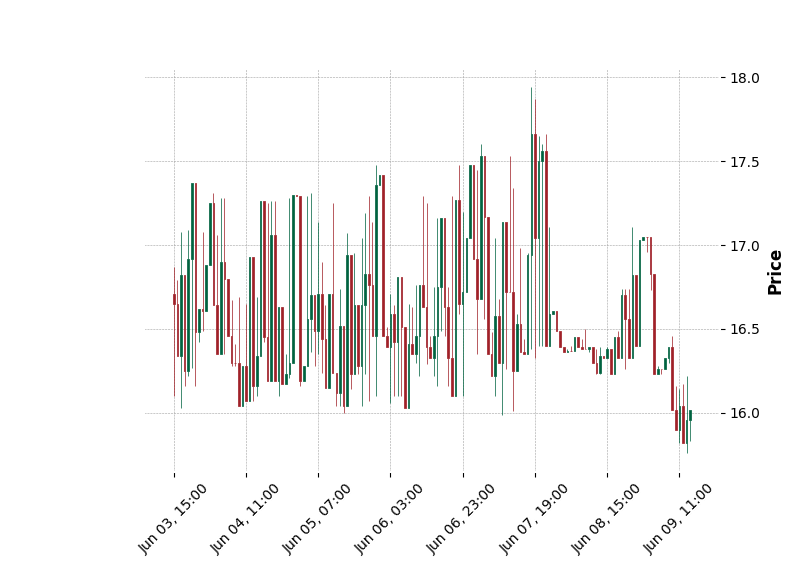 18.0
17.5
17.0
16.5
16.0
Price
Jun 03, 15:00
Jun 04, 11:00
Jun 05, 07:00
Jun 06, 03:00
Jun 06, 23:00
Jun 07, 19:00
Jun 08, 15:00
Jun 09, 11:00